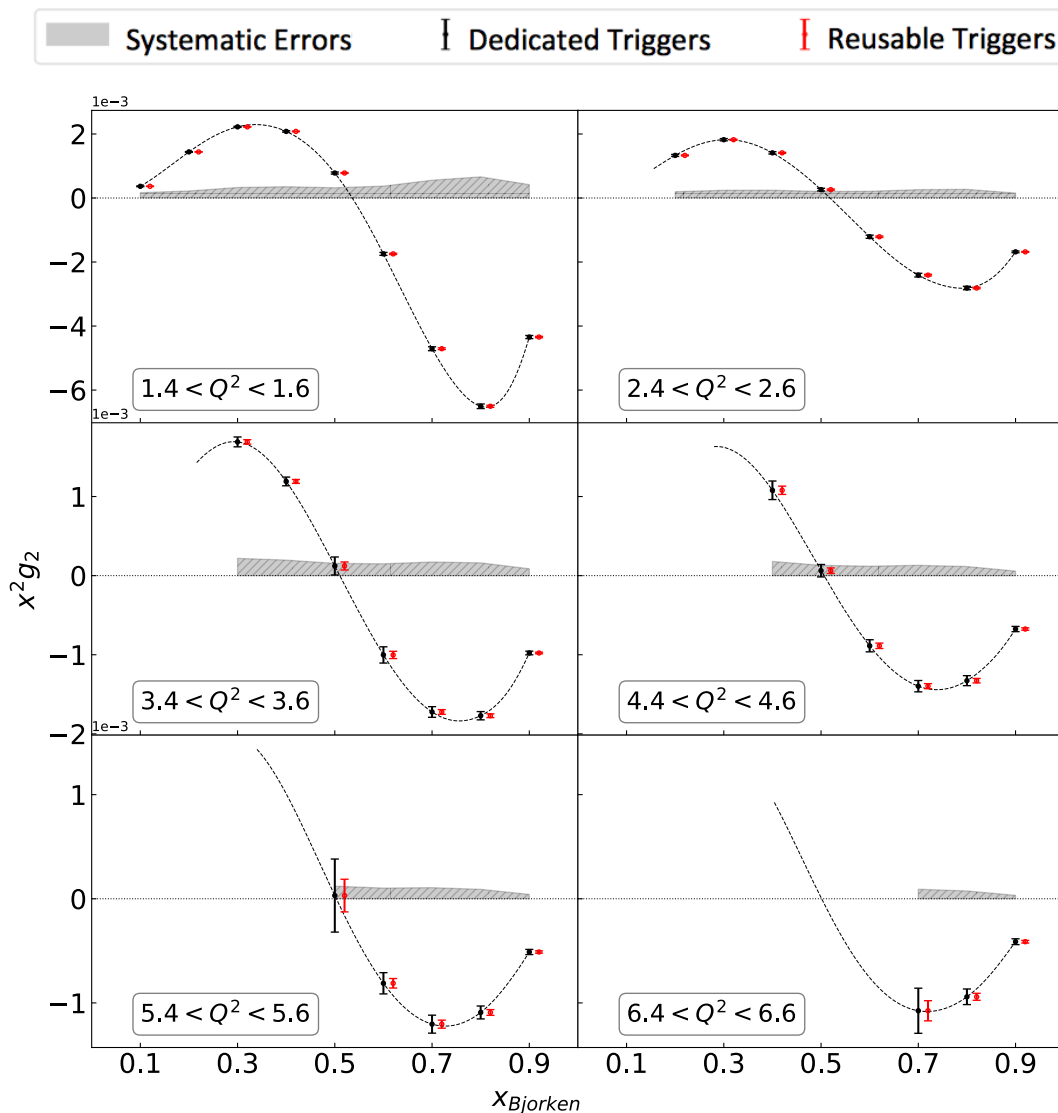 Systematic Errors Dedicated Triggers Reusable Triggers
1e−3
2
0
−2
−4
−6
1.4 < Q² < 1.6
2.4 < Q² < 2.6
1e−3
1
0
−1
−2
3.4 < Q² < 3.6
4.4 < Q² < 4.6
x²g₂
1e−3
1
0
−1
5.4 < Q² < 5.6
6.4 < Q² < 6.6
0.1 0.3 0.5 0.7 0.9 0.1 0.3 0.5 0.7 0.9
x_Bjorken